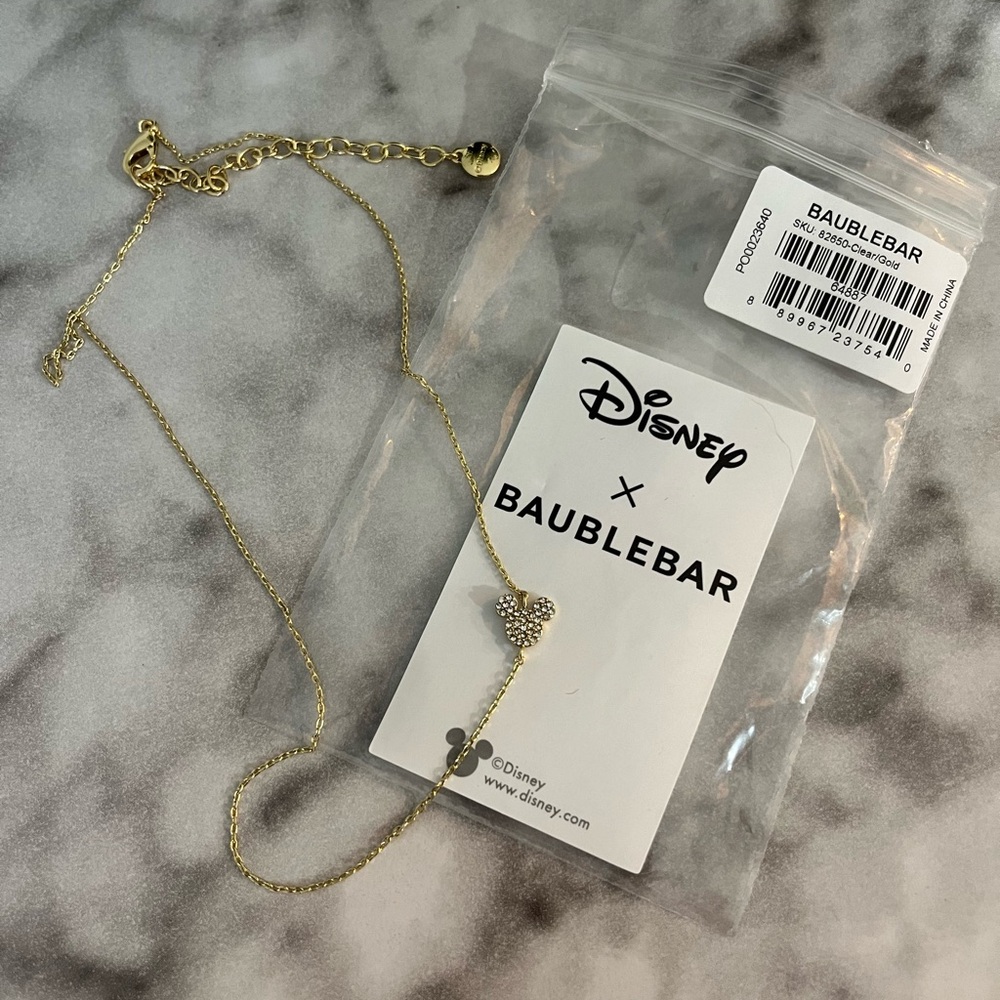 BAUBLEBAR
SKU: 82650-Clear/Gold
64887
8 89967 23754 0
PO0023640
MADE IN CHINA
Disney
×
BAUBLEBAR
©Disney
www.disney.com